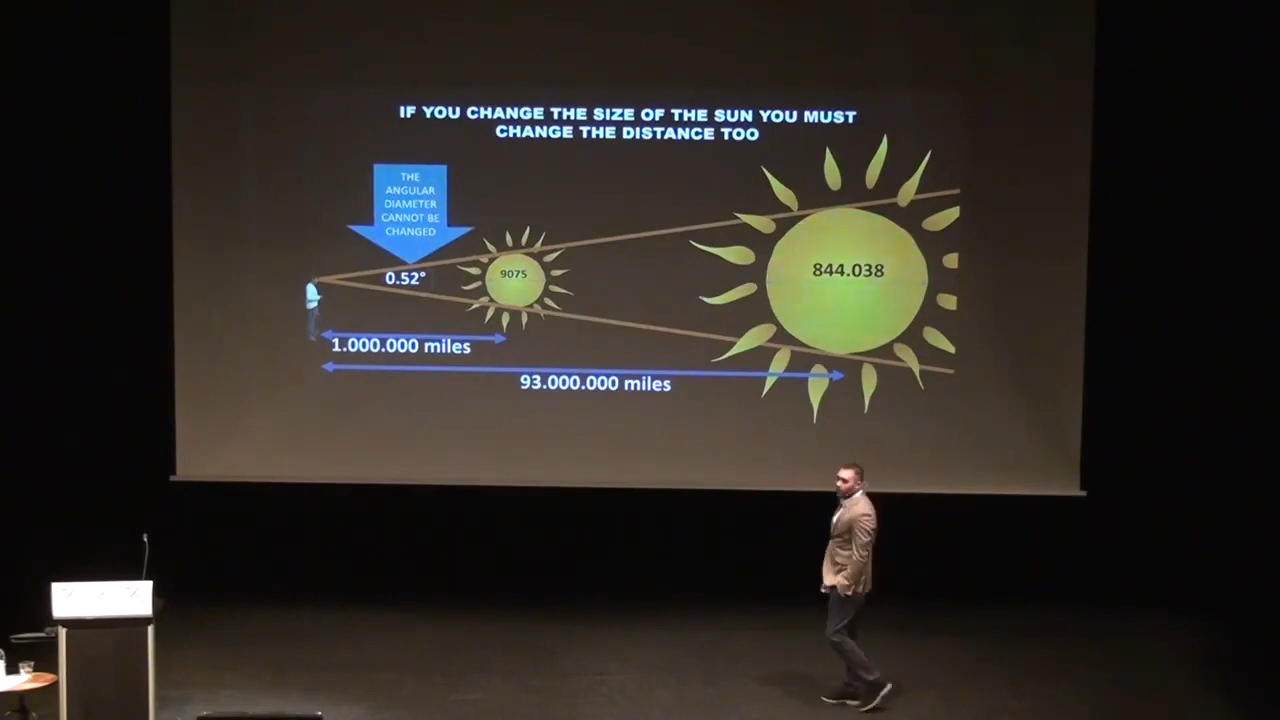 IF YOU CHANGE THE SIZE OF THE SUN YOU MUST
CHANGE THE DISTANCE TOO
THE
ANGULAR
DIAMETER
CANNOT BE
CHANGED
0.52°
9075
844.038
1.000.000 miles
93.000.000 miles